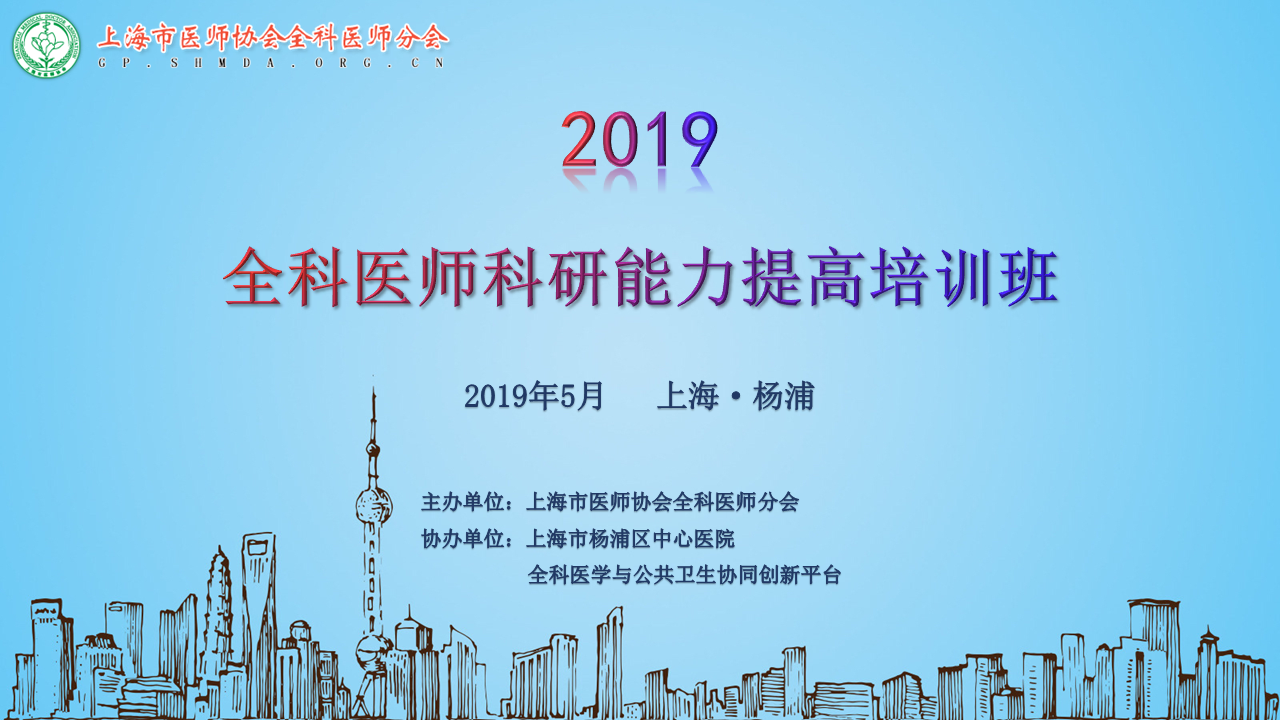 上海市医师协会全科医师分会
GP.SHMDA.ORG.CN
2019
全科医师科研能力提高培训班
2019年5月 上海·杨浦
主办单位：上海市医师协会全科医师分会
协办单位：上海市杨浦区中心医院
全科医学与公共卫生协同创新平台